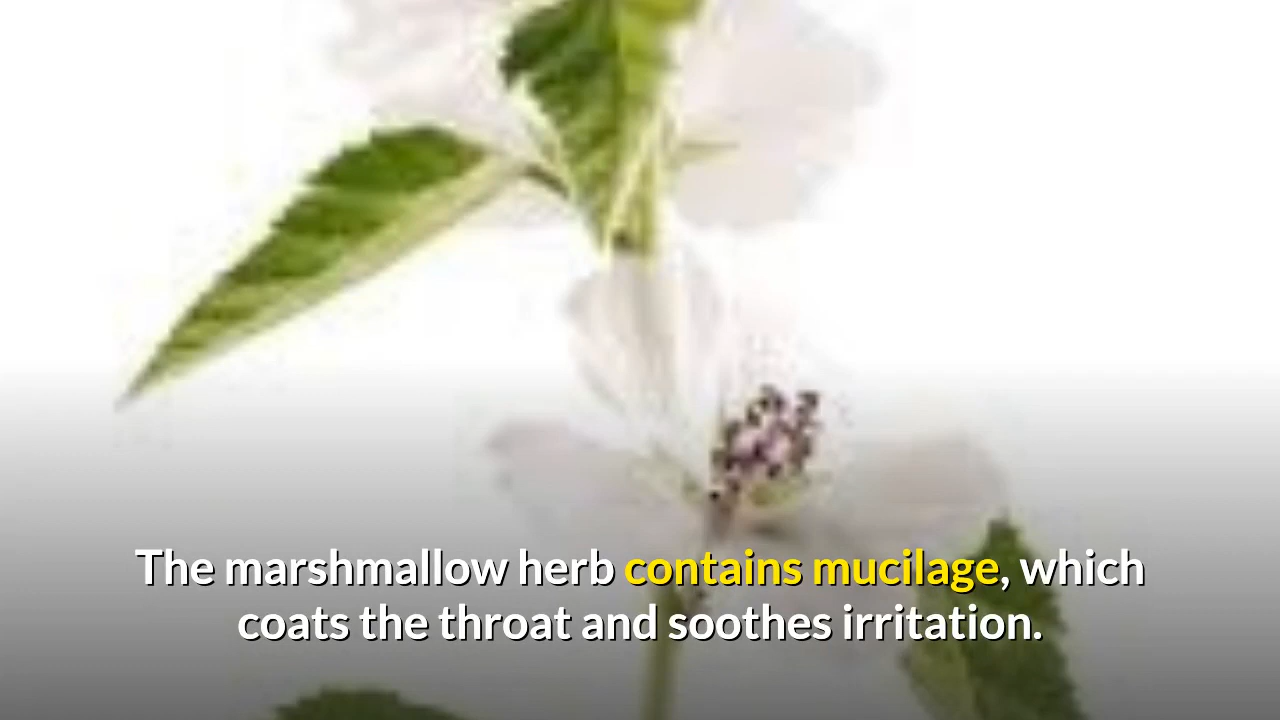 The marshmallow herb contains mucilage, which
coats the throat and soothes irritation.